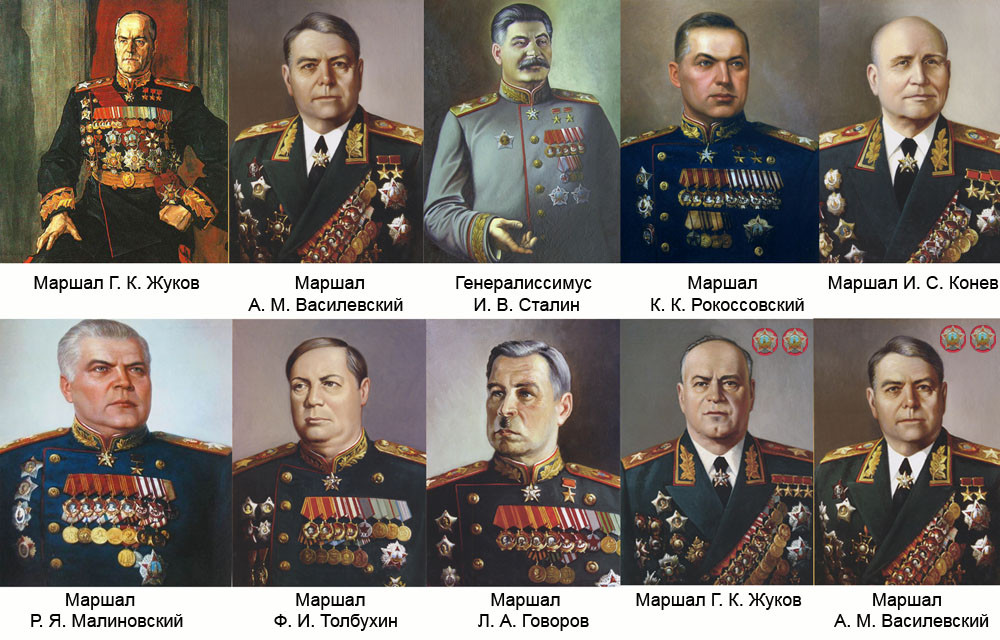 Маршал Г. К. Жуков
Маршал
А. М. Василевский
Генералиссимус
И. В. Сталин
Маршал
К. К. Рокоссовский
Маршал И. С. Конев
Маршал
Р. Я. Малиновский
Маршал
Ф. И. Толбухин
Маршал
Л. А. Говоров
Маршал Г. К. Жуков
Маршал
А. М. Василевский